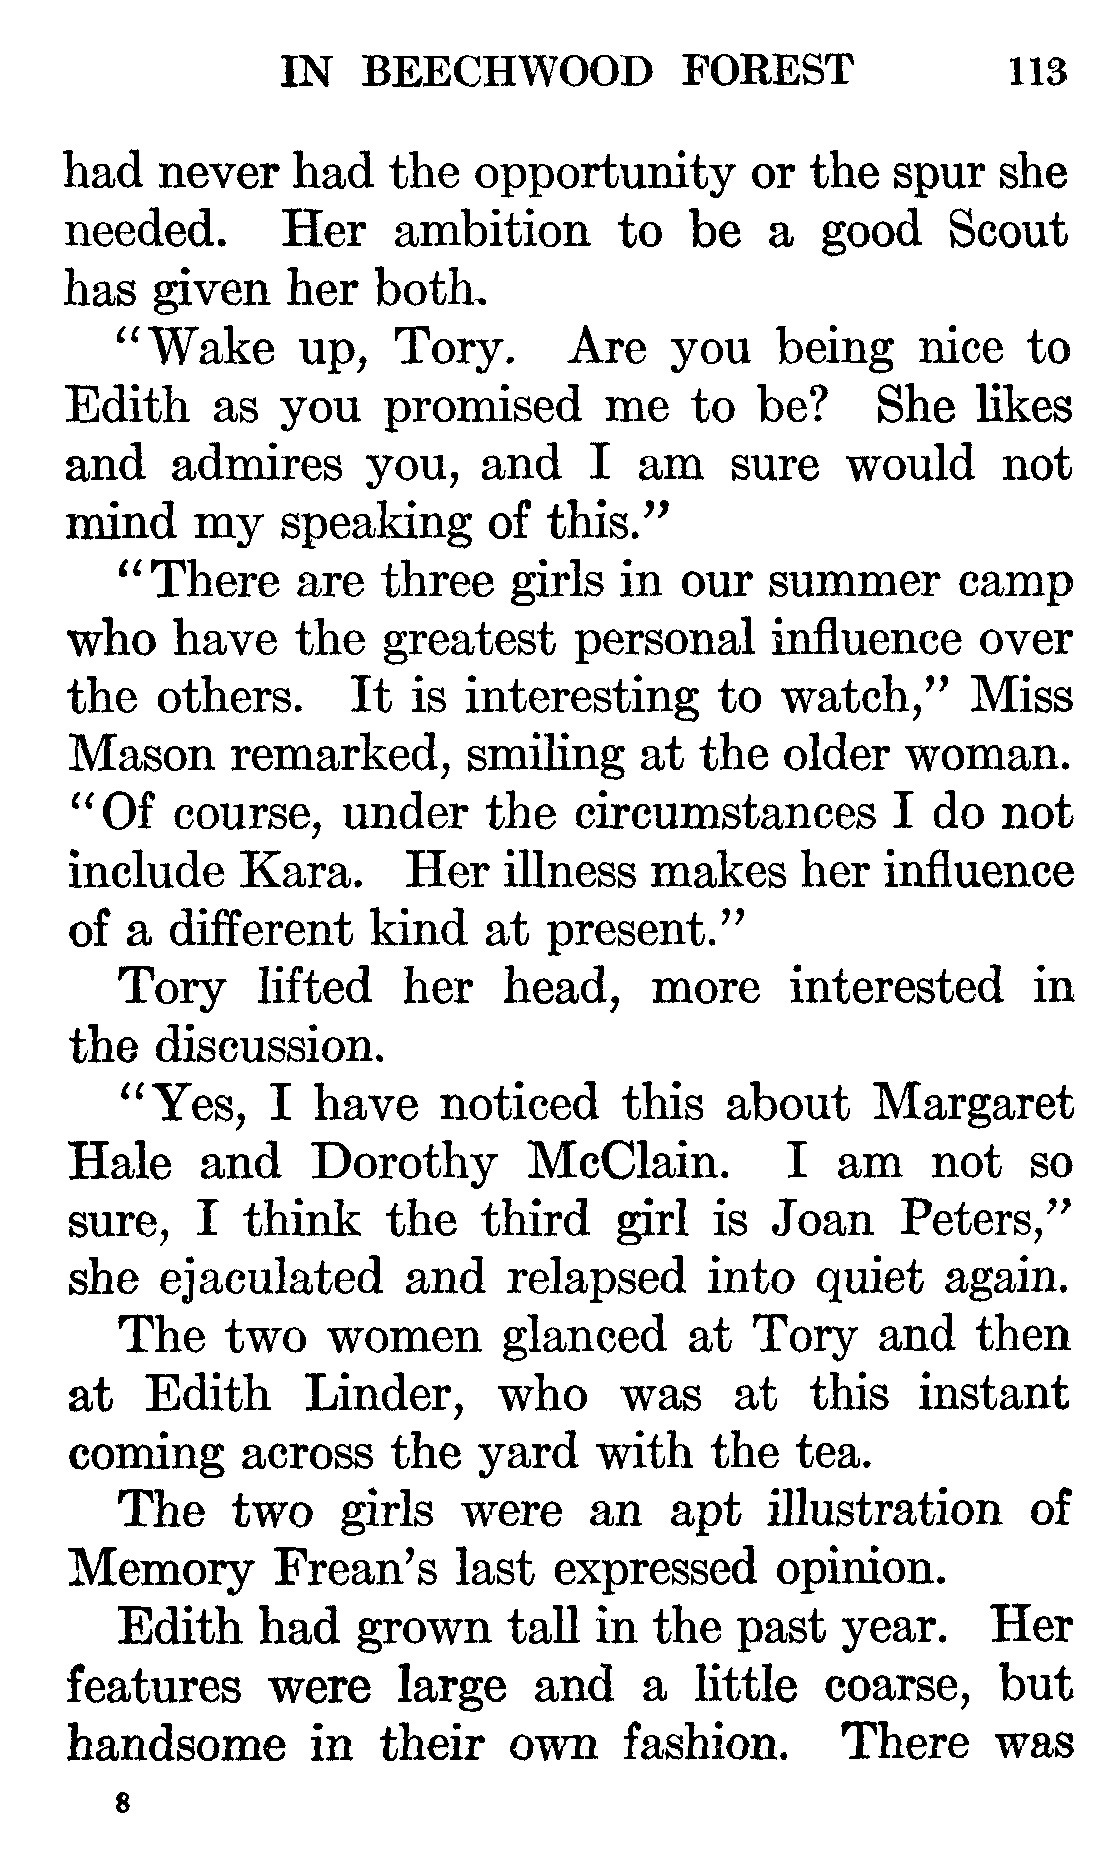 IN BEECHWOOD FOREST 113
had never had the opportunity or the spur she
needed. Her ambition to be a good Scout
has given her both.
“Wake up, Tory. Are you being nice to
Edith as you promised me to be? She likes
and admires you, and I am sure would not
mind my speaking of this.”
“There are three girls in our summer camp
who have the greatest personal influence over
the others. It is interesting to watch,” Miss
Mason remarked, smiling at the older woman.
“Of course, under the circumstances I do not
include Kara. Her illness makes her influence
of a different kind at present.”
Tory lifted her head, more interested in
the discussion.
“Yes, I have noticed this about Margaret
Hale and Dorothy McClain. I am not so
sure, I think the third girl is Joan Peters,”
she ejaculated and relapsed into quiet again.
The two women glanced at Tory and then
at Edith Linder, who was at this instant
coming across the yard with the tea.
The two girls were an apt illustration of
Memory Frean’s last expressed opinion.
Edith had grown tall in the past year. Her
features were large and a little coarse, but
handsome in their own fashion. There was
8